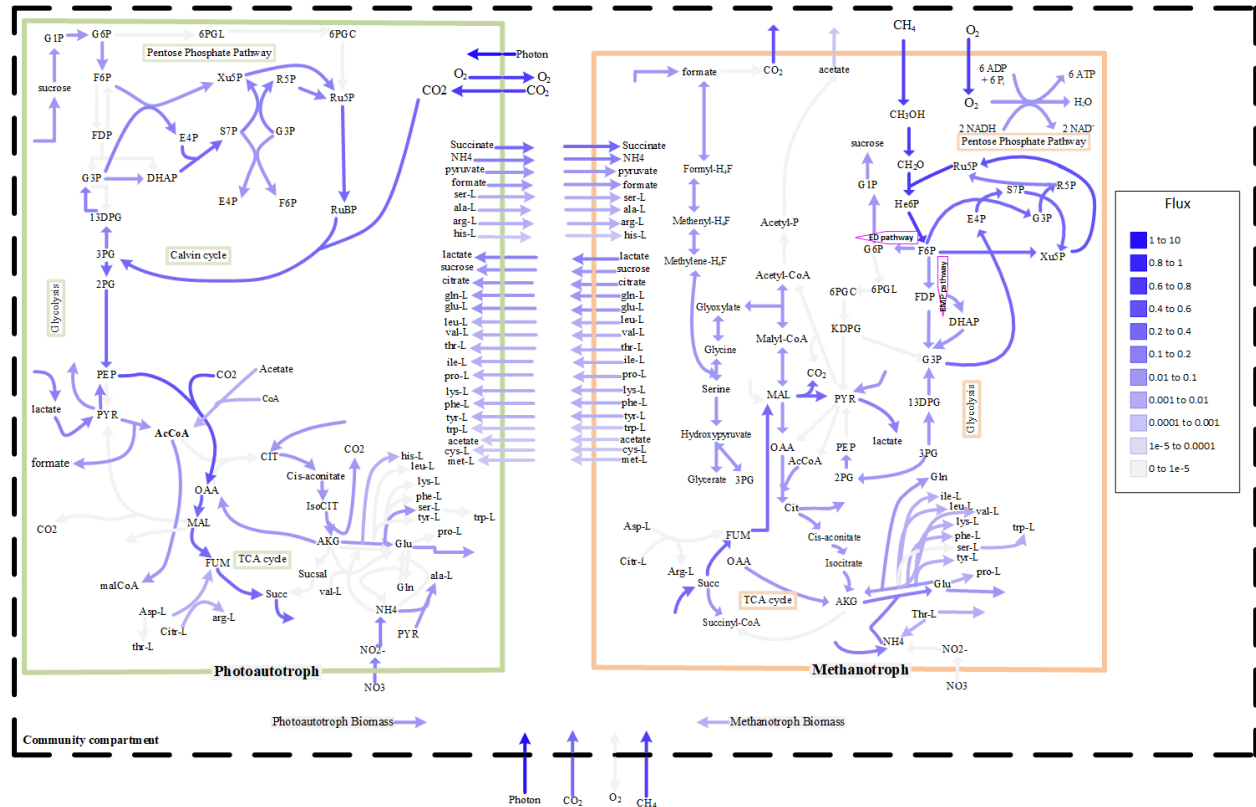 G1P
G6P
6PGL
6PGC
Pentose Phosphate Pathway
F6P
Xu5P
R5P
Ru5P
sucrose
FDP
E4P
S7P
G3P
G3P
DHAP
E4P
F6P
13DPG
RuBP
3PG
Calvin cycle
2PG
Glycolysis
PEP
CO2
Acetate
CoA
lactate
PYR
AcCoA
formate
CIT
CO2
his-L
leu-L
Cis-aconitate
lys-L
IsoCIT
phe-L
OAA
ser-L
MAL
tyr-L
trp-L
CO2
AKG
Glu
pro-L
FUM
TCA cycle
Sucsal
ala-L
malCoA
Succ
val-L
Gln
Asp-L
arg-L
NH4
Citr-L
PYR
thr-L
NO2-
Photoautotroph
NO3
Photon
O2
O2
CO2
CO2
Succinate
NH4
pyruvate
formate
ser-L
ala-L
arg-L
his-L
lactate
sucrose
citrate
gln-L
glu-L
leu-L
val-L
thr-L
ile-L
pro-L
lys-L
phe-L
tyr-L
trp-L
acetate
cys-L
met-L
Succinate
NH4
pyruvate
formate
ser-L
ala-L
arg-L
his-L
lactate
sucrose
citrate
gln-L
glu-L
leu-L
val-L
thr-L
ile-L
pro-L
lys-L
phe-L
tyr-L
trp-L
acetate
cys-L
met-L
CH4
O2
formate
CO2
acetate
6 ADP
+ 6 Pi
6 ATP
O2
H2O
CH3OH
2 NADH
2 NAD+
Pentose Phosphate Pathway
sucrose
CH2O
Ru5P
Formyl-H4F
G1P
S7P
R5P
He6P
Methenyl-H4F
Acetyl-P
E4P
G3P
ED pathway
G6P
F6P
Xu5P
Methylene-H4F
Acetyl-CoA
6PGC
6PGL
FDP
EMP pathway
Glyoxylate
DHAP
KDPG
Glycine
Malyl-CoA
G3P
CO2
Serine
MAL
PYR
13DPG
Glycolysis
Hydroxypyruvate
lactate
OAA
PEP
3PG
AcCoA
Glycerate
3PG
2PG
Gln
Cit
ile-L
leu-L
val-L
Asp-L
FUM
Cis-aconitate
lys-L
trp-L
phe-L
Citr-L
OAA
Isocitrate
ser-L
tyr-L
Arg-L
pro-L
Succ
Glu
TCA cycle
AKG
Succinyl-CoA
Thr-L
NH4
NO2-
Methanotroph
NO3
Photoautotroph Biomass
Methanotroph Biomass
Community compartment
Photon
CO2
O2
CH4
Flux
1 to 10
0.8 to 1
0.6 to 0.8
0.4 to 0.6
0.2 to 0.4
0.1 to 0.2
0.01 to 0.1
0.001 to 0.01
0.0001 to 0.001
1e-5 to 0.0001
0 to 1e-5